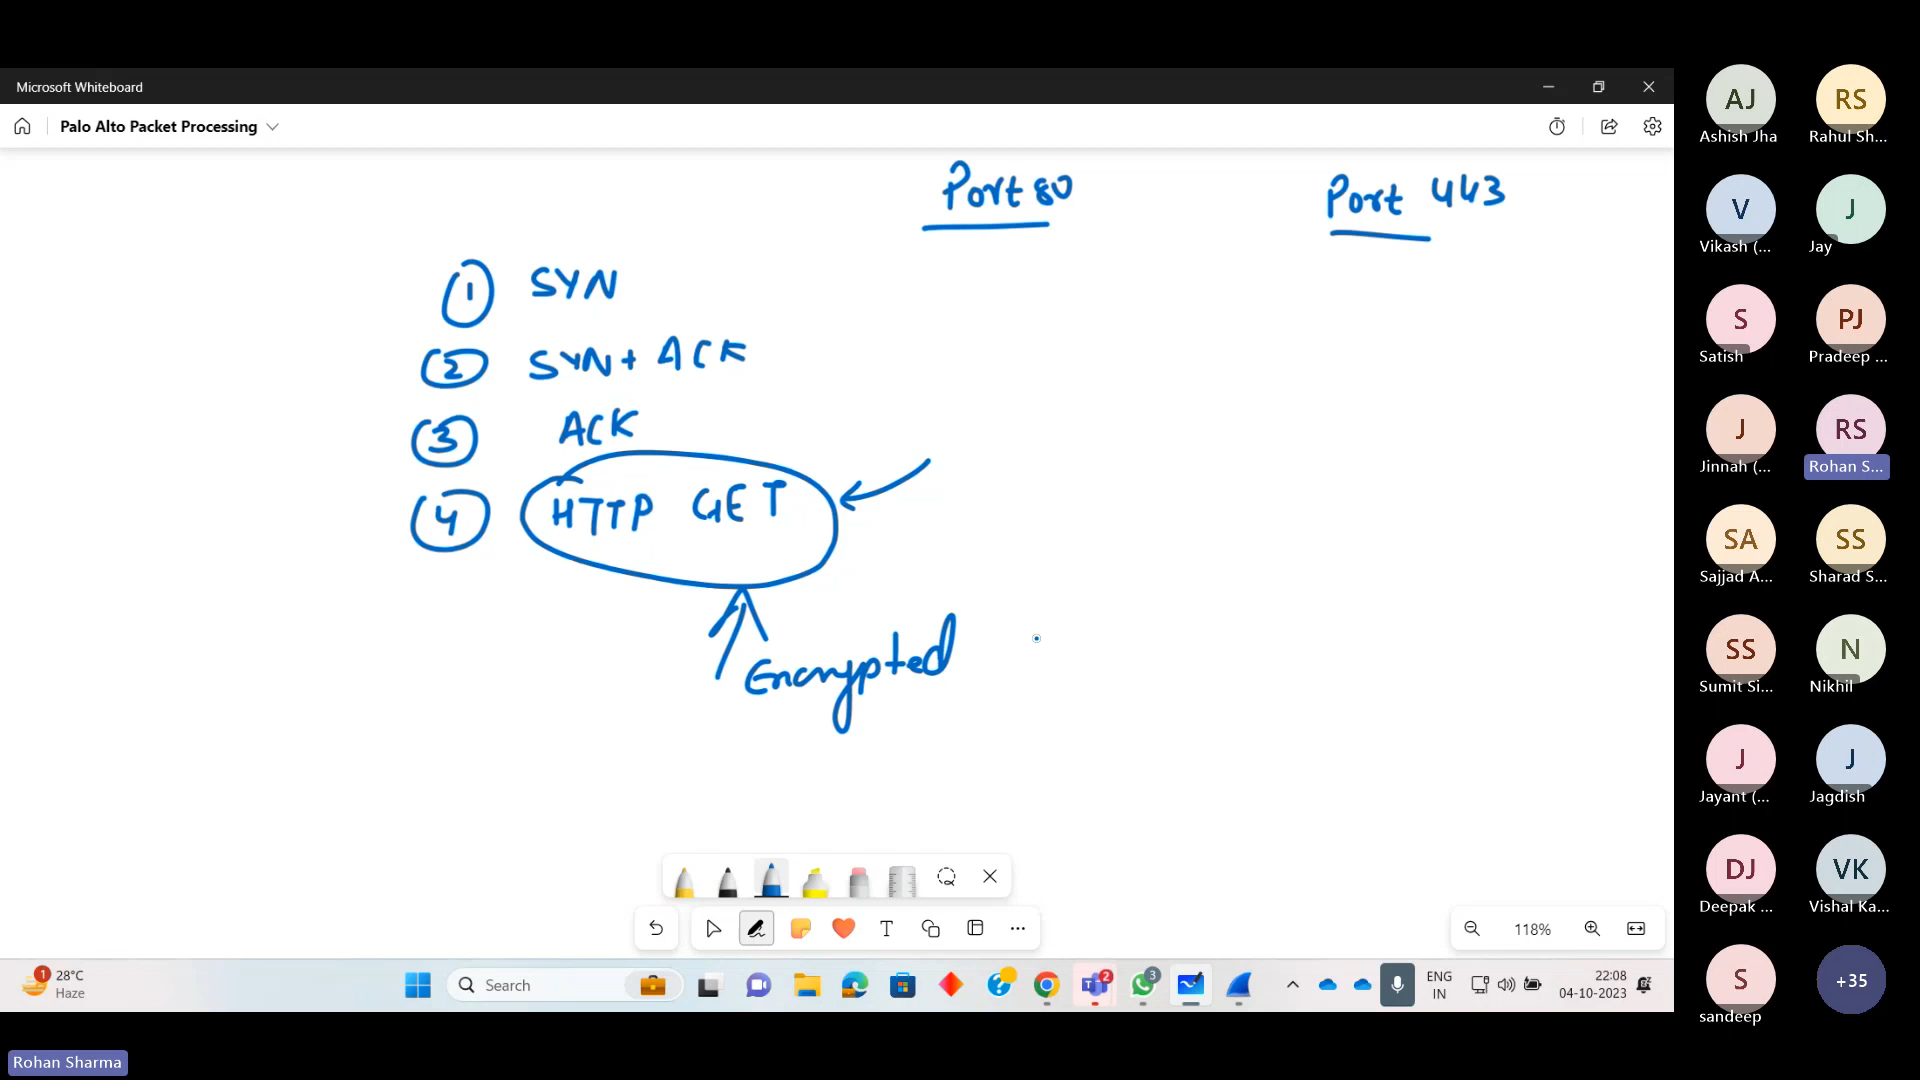 Microsoft Whiteboard
Palo Alto Packet Processing
Port 80
Port 443
1 SYN
2 SYN + ACK
3 ACK
4 HTTP GET
Encrypted
118%
1
28°C
Haze
Search
2
3
ENG
IN
22:08
04-10-2023
AJ
Ashish Jha
RS
Rahul Sh...
V
Vikash (...
J
Jay
S
Satish
PJ
Pradeep ...
J
Jinnah (...
RS
Rohan S...
SA
Sajjad A...
SS
Sharad S...
SS
Sumit Si...
N
Nikhil
J
Jayant (...
J
Jagdish
DJ
Deepak ...
VK
Vishal Ka...
S
sandeep
+35
Rohan Sharma